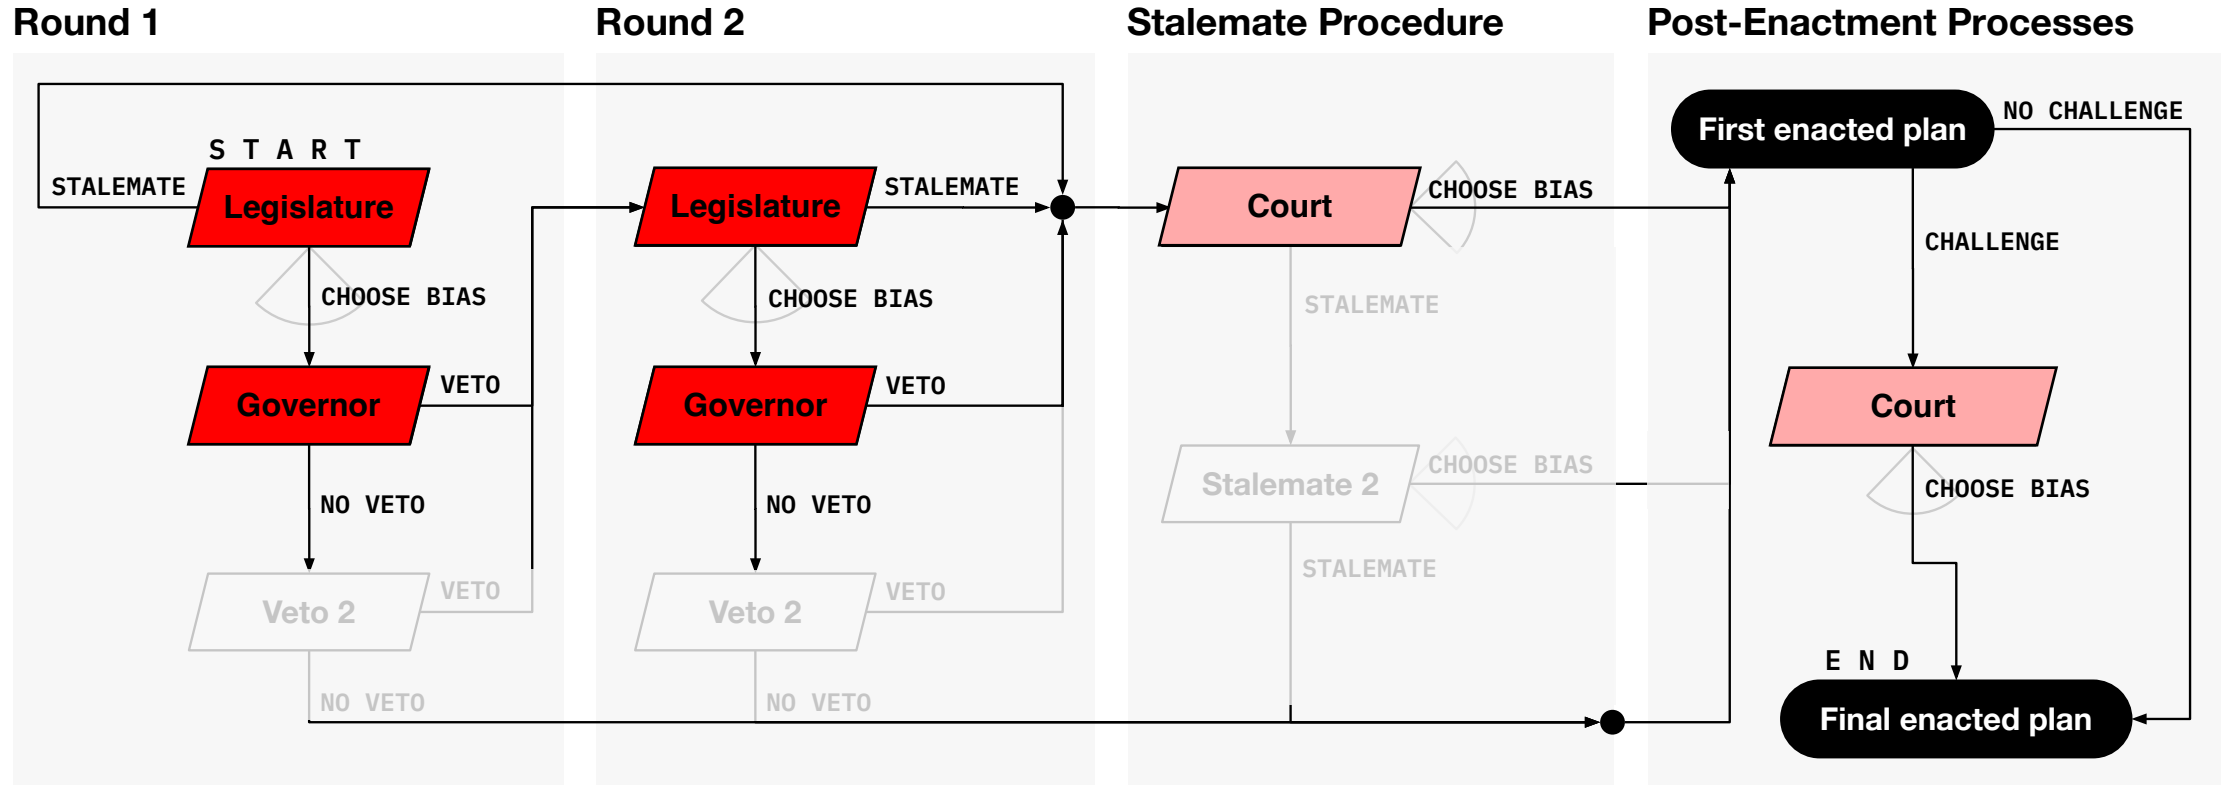 Round 1
Round 2
Stalemate Procedure
Post-Enactment Processes
START
STALEMATE
Legislature
CHOOSE BIAS
Governor
VETO
NO VETO
Veto 2
VETO
NO VETO
Legislature
STALEMATE
CHOOSE BIAS
Governor
VETO
NO VETO
Veto 2
VETO
NO VETO
Court
CHOOSE BIAS
STALEMATE
Stalemate 2
CHOOSE BIAS
STALEMATE
First enacted plan
NO CHALLENGE
CHALLENGE
Court
CHOOSE BIAS
END
Final enacted plan